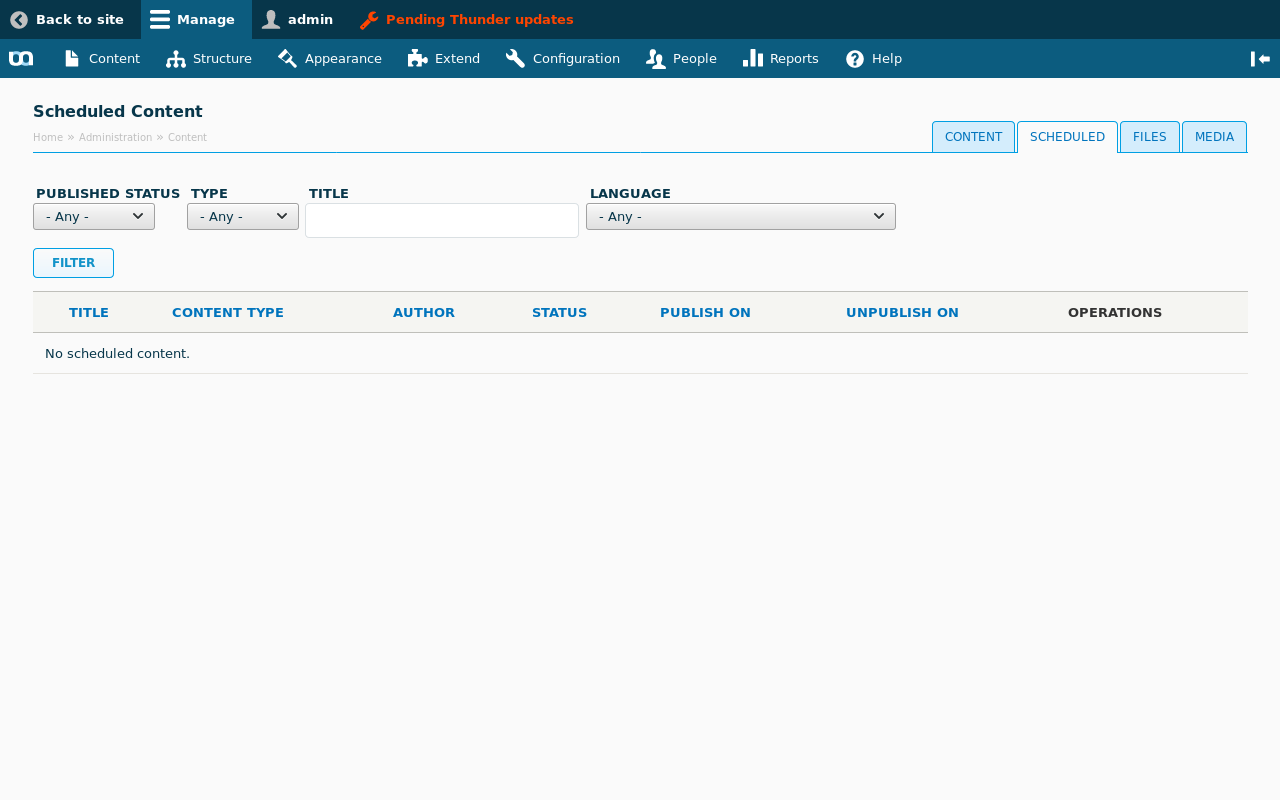 Back to site Manage admin Pending Thunder updates
Content Structure Appearance Extend Configuration People Reports Help
Scheduled Content
Home » Administration » Content
CONTENT SCHEDULED FILES MEDIA
PUBLISHED STATUS TYPE TITLE LANGUAGE
- Any - - Any - - Any -
FILTER
TITLE CONTENT TYPE AUTHOR STATUS PUBLISH ON UNPUBLISH ON OPERATIONS
No scheduled content.